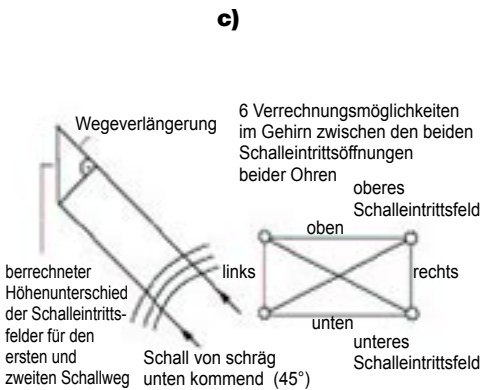 c)
Wegeverlängerung
6 Verrechnungsmöglichkeiten
im Gehirn zwischen den beiden
Schalleintrittsöffnungen
beider Ohren
oberes
Schalleintrittsfeld
oben
links
rechts
unten
unteres
Schalleintrittsfeld
berrechneter
Höhenunterschied
der Schalleintritts-
felder für den
ersten und
zweiten Schallweg
Schall von schräg
unten kommend (45°)